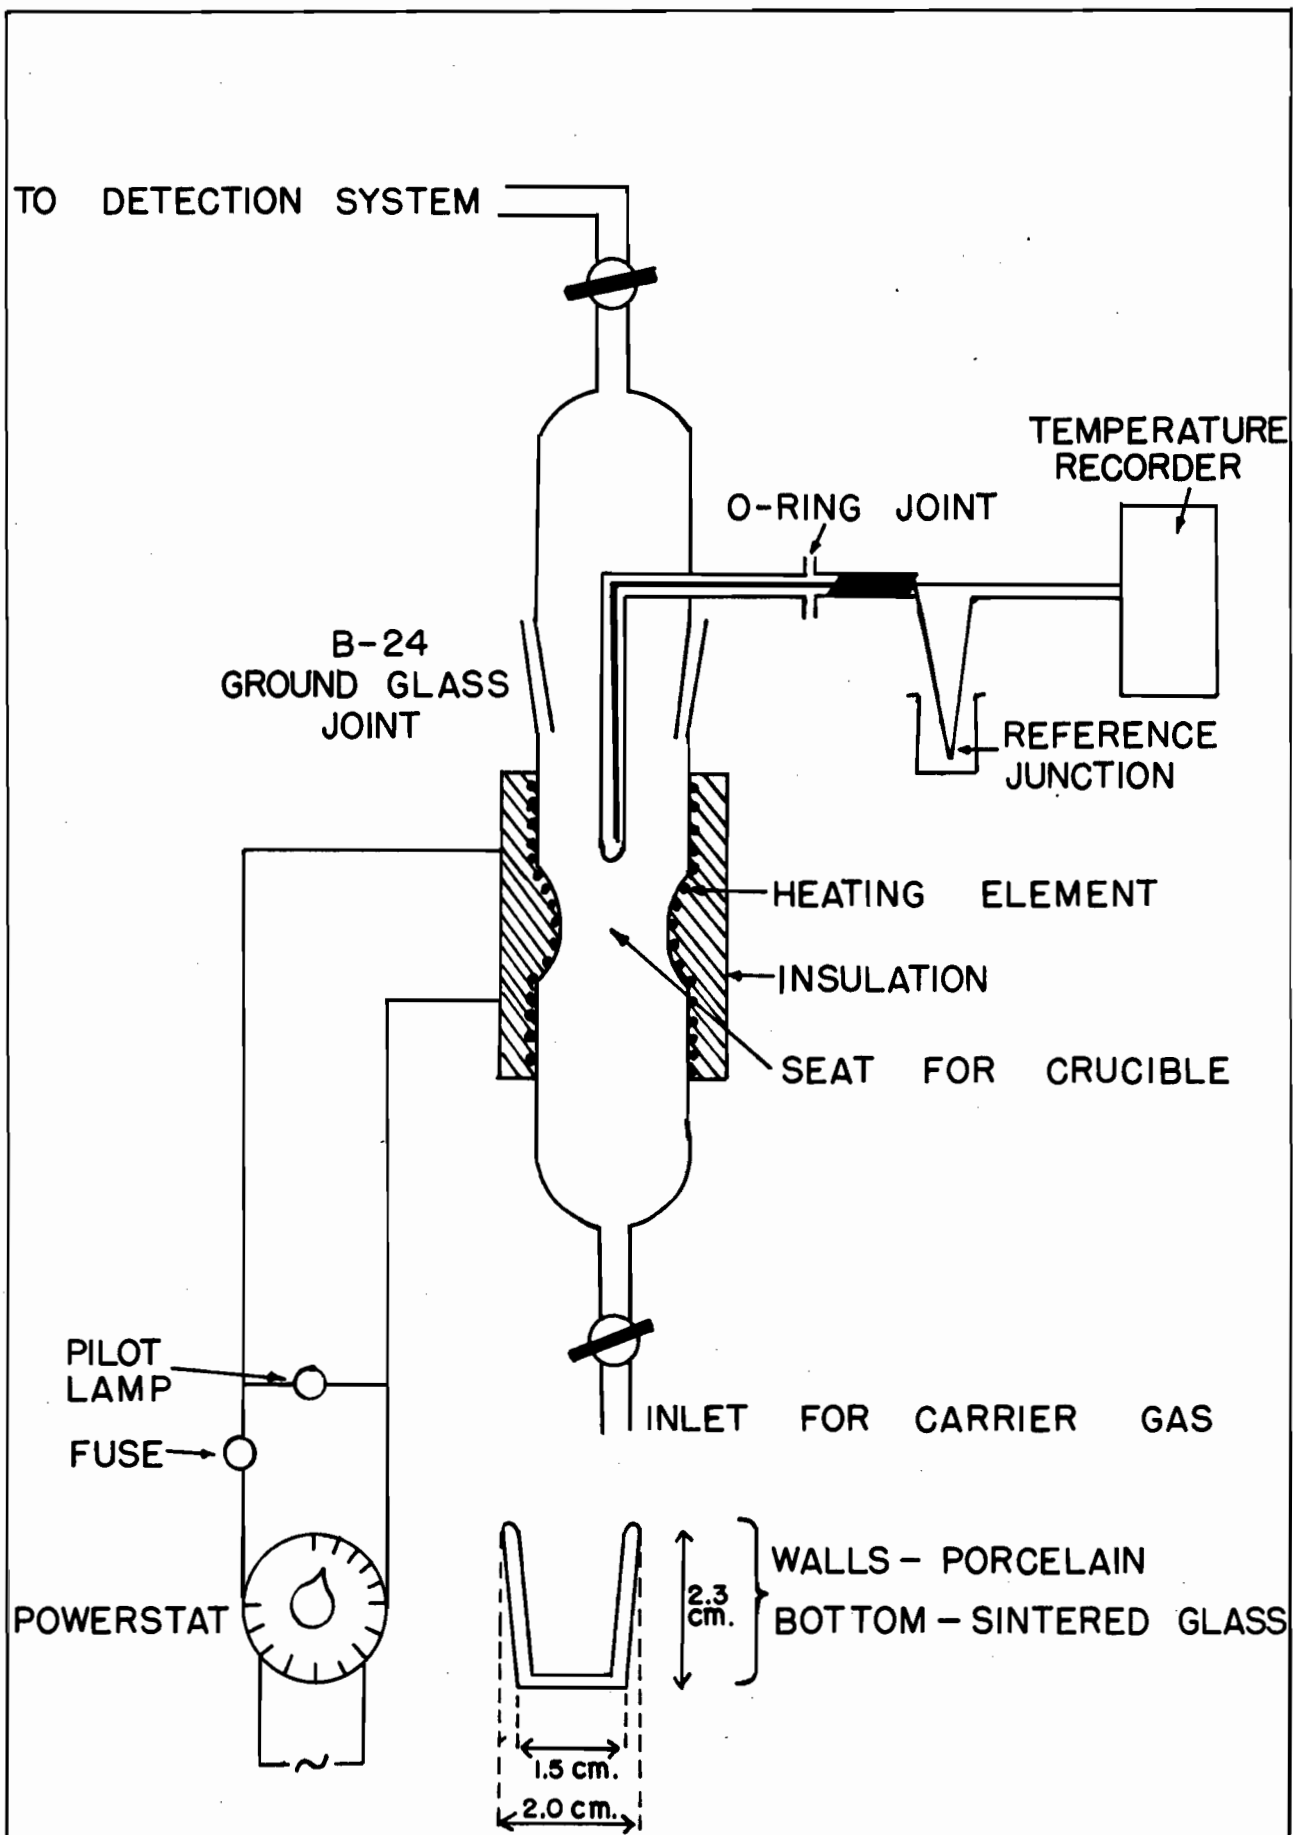 TO DETECTION SYSTEM
TEMPERATURE
RECORDER
O-RING JOINT
B-24
GROUND GLASS
JOINT
REFERENCE
JUNCTION
HEATING ELEMENT
INSULATION
SEAT FOR CRUCIBLE
PILOT
LAMP
INLET FOR CARRIER GAS
FUSE
WALLS - PORCELAIN
2.3
cm.
POWERSTAT
BOTTOM - SINTERED GLASS
1.5 cm.
2.0 cm.